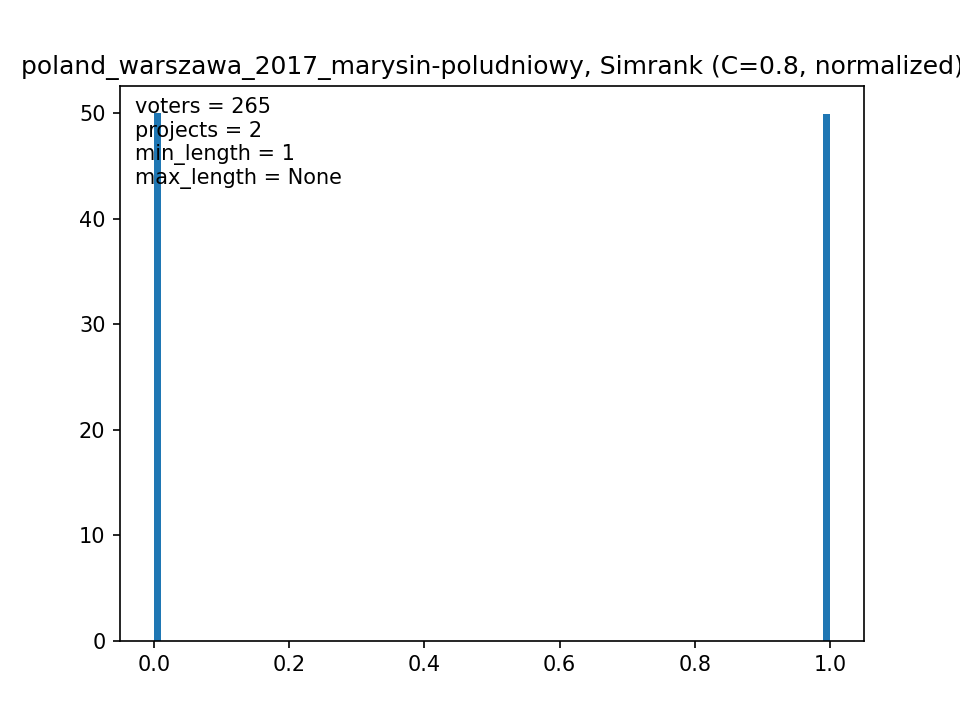 poland_warszawa_2017_marysin-poludniowy, Simrank (C=0.8, normalized)
voters = 265
projects = 2
min_length = 1
max_length = None
50
40
30
20
10
0
0.0 0.2 0.4 0.6 0.8 1.0